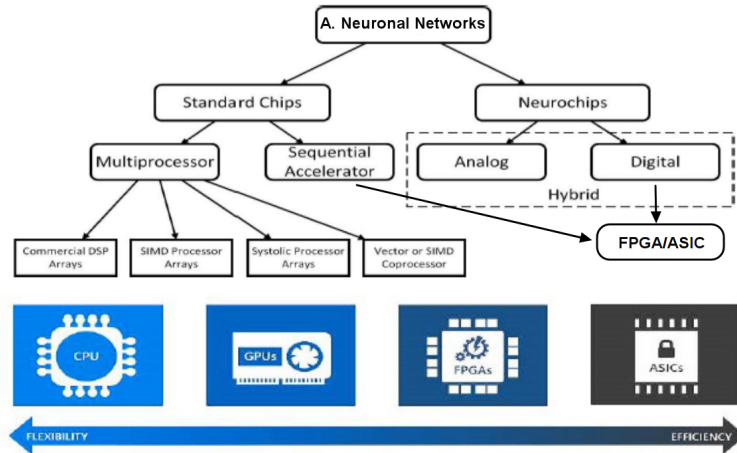 A. Neuronal Networks
Standard Chips
Neurochips
Multiprocessor
Sequential
Accelerator
Analog
Digital
Hybrid
FPGA/ASIC
Commercial DSP
Arrays
SIMD Processor
Arrays
Systolic Processor
Arrays
Vector or SIMD
Coprocessor
CPU
GPUs
FPGAs
ASICs
FLEXIBILITY
EFFICIENCY